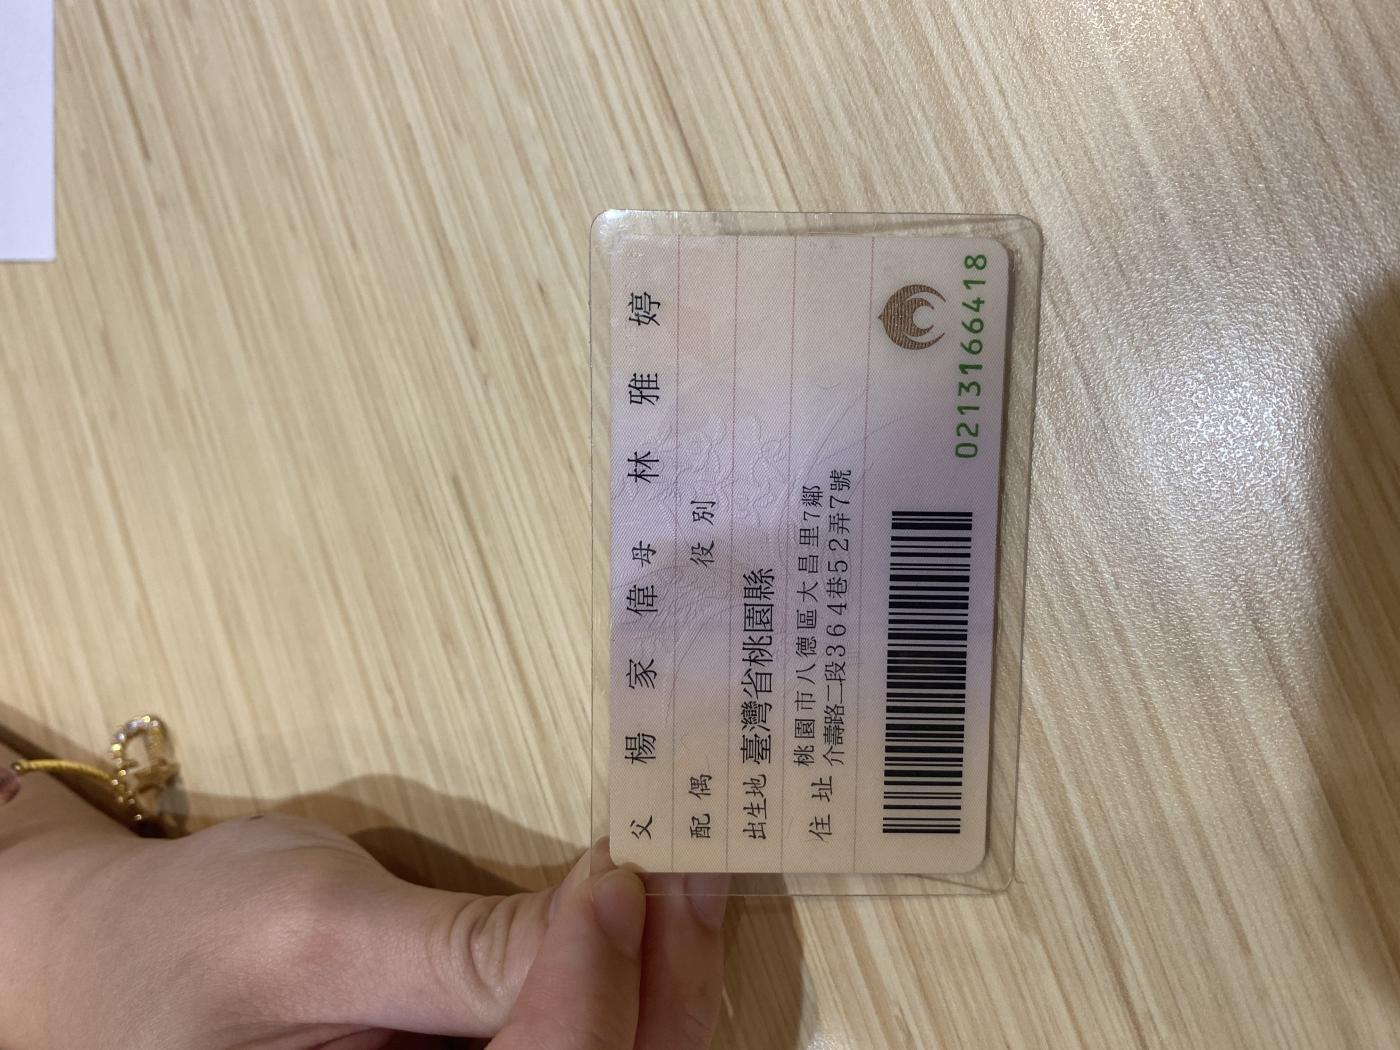 父 楊家偉 母 林雅婷
配偶 役別
出生地 臺灣省桃園縣
住址 桃園市八德區大昌里7鄰
介壽路二段364巷52弄7號
0213166418